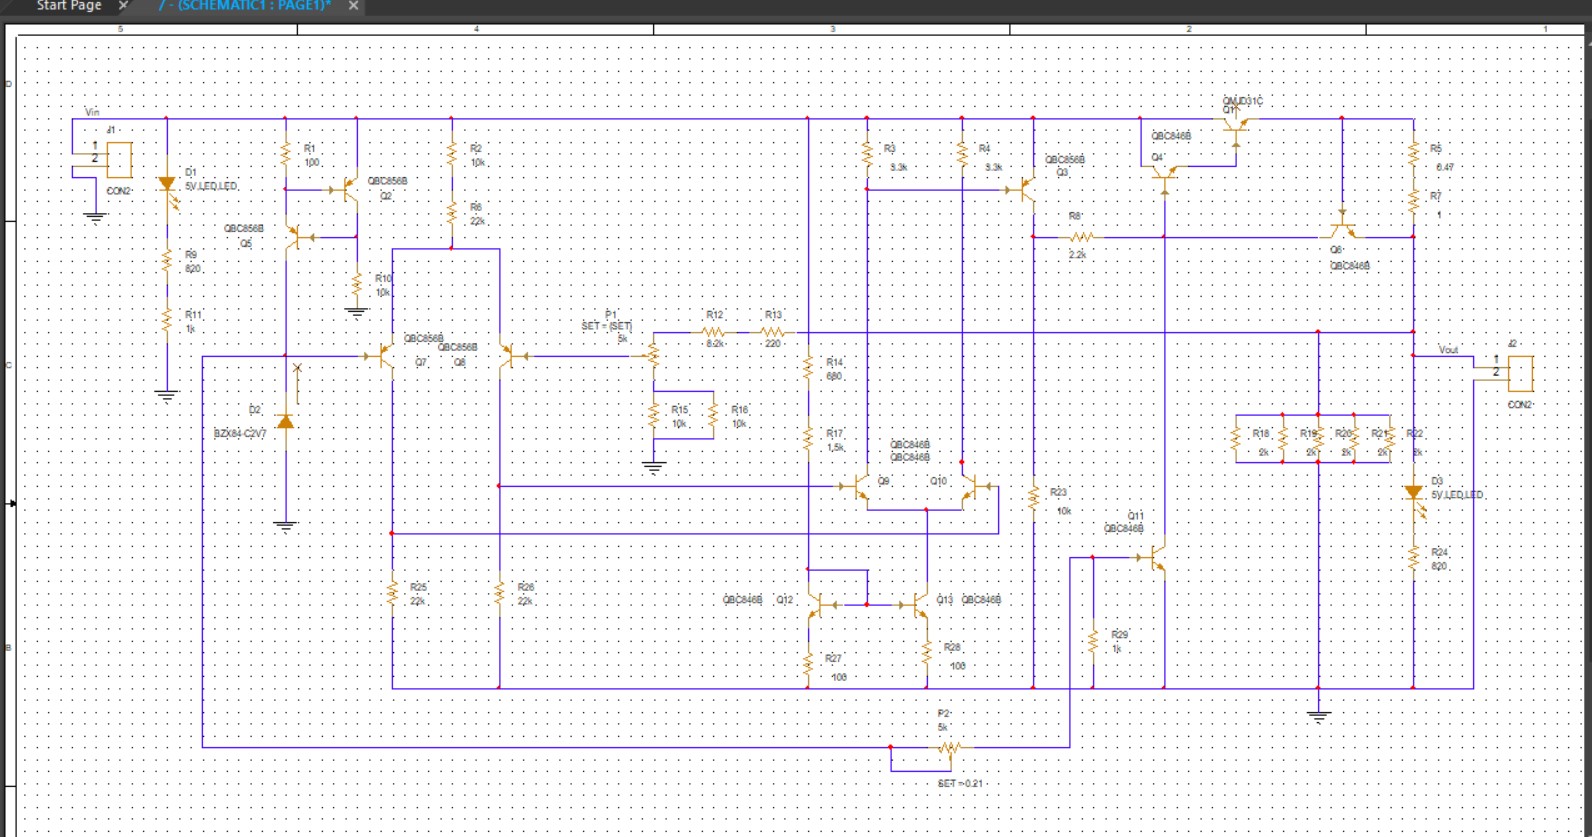 Start Page
/ - (SCHEMATIC1 : PAGE1)*
5
4
3
2
1
D
C
B
Vin
J1
1
2
CON2
D1
5V,LED,LED
R9
820
R11
1k
R1
100
QBC856B
Q2
QBC856B
Q5
R10
10k
R2
10k
R6
22k
D2
BZX84-C2V7
QBC856B
Q7
QBC856B
Q8
P1
SET = {SET}
5k
R12
8.2k
R13
220
R15
10k
R16
10k
R14
680
R17
1,5k
R3
3.3k
R4
3.3k
QBC856B
Q3
R8
2.2k
QBC846B
Q4
QMJD31C
Q1
R5
0.47
R7
1
Q6
QBC846B
Vout
J2
1
2
CON2
QBC846B
QBC846B
Q9
Q10
R23
10k
Q11
QBC846B
R18
2k
R19
2k
R20
2k
R21
2k
R22
2k
D3
5V,LED,LED
R24
820
R25
22k
R26
22k
QBC846B
Q12
Q13
QBC846B
R27
100
R28
100
R29
1k
P2
5k
SET = 0.21